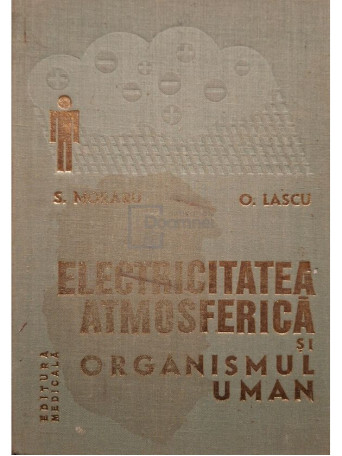 S. MORARU O. LASCU
ELECTRICITATEA
ATMOSFERICĂ
ȘI
ORGANISMUL
UMAN
EDITURA
MEDICALĂ